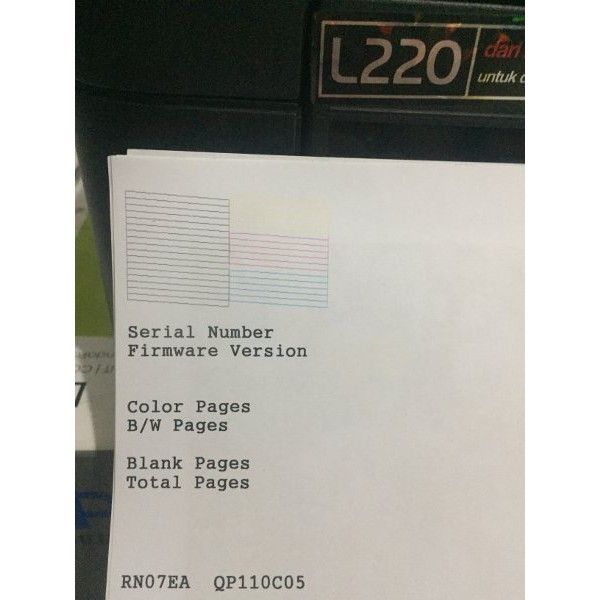 L220
dan
untuk
Serial Number
Firmware Version
Color Pages
B/W Pages
Blank Pages
Total Pages
RN07EA QP110C05